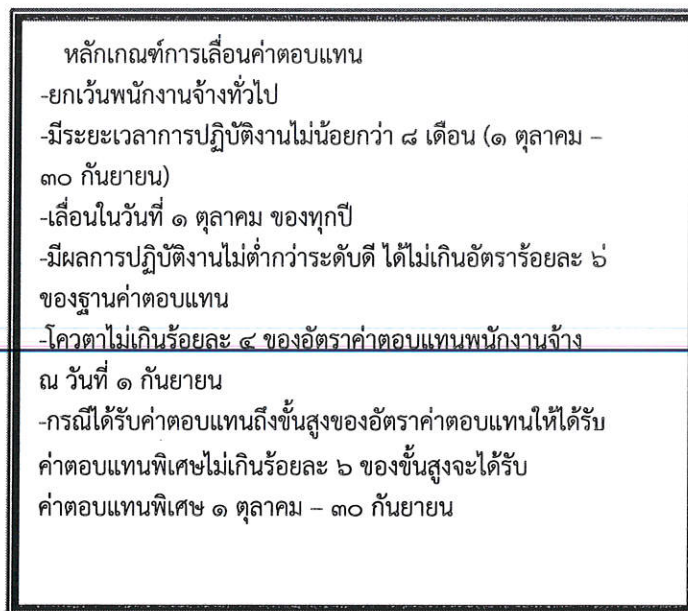 หลักเกณฑ์การเลื่อนค่าตอบแทน
-ยกเว้นพนักงานจ้างทั่วไป
-มีระยะเวลาการปฏิบัติงานไม่น้อยกว่า ๘ เดือน (๑ ตุลาคม –
๓๐ กันยายน)
-เลื่อนในวันที่ ๑ ตุลาคม ของทุกปี
-มีผลการปฏิบัติงานไม่ต่ำกว่าระดับดี ได้ไม่เกินอัตราร้อยละ ๖
ของฐานค่าตอบแทน
-โควตาไม่เกินร้อยละ ๔ ของอัตราค่าตอบแทนพนักงานจ้าง
ณ วันที่ ๑ กันยายน
-กรณีได้รับค่าตอบแทนถึงขั้นสูงของอัตราค่าตอบแทนให้ได้รับ
ค่าตอบแทนพิเศษไม่เกินร้อยละ ๖ ของขั้นสูงจะได้รับ
ค่าตอบแทนพิเศษ ๑ ตุลาคม – ๓๐ กันยายน